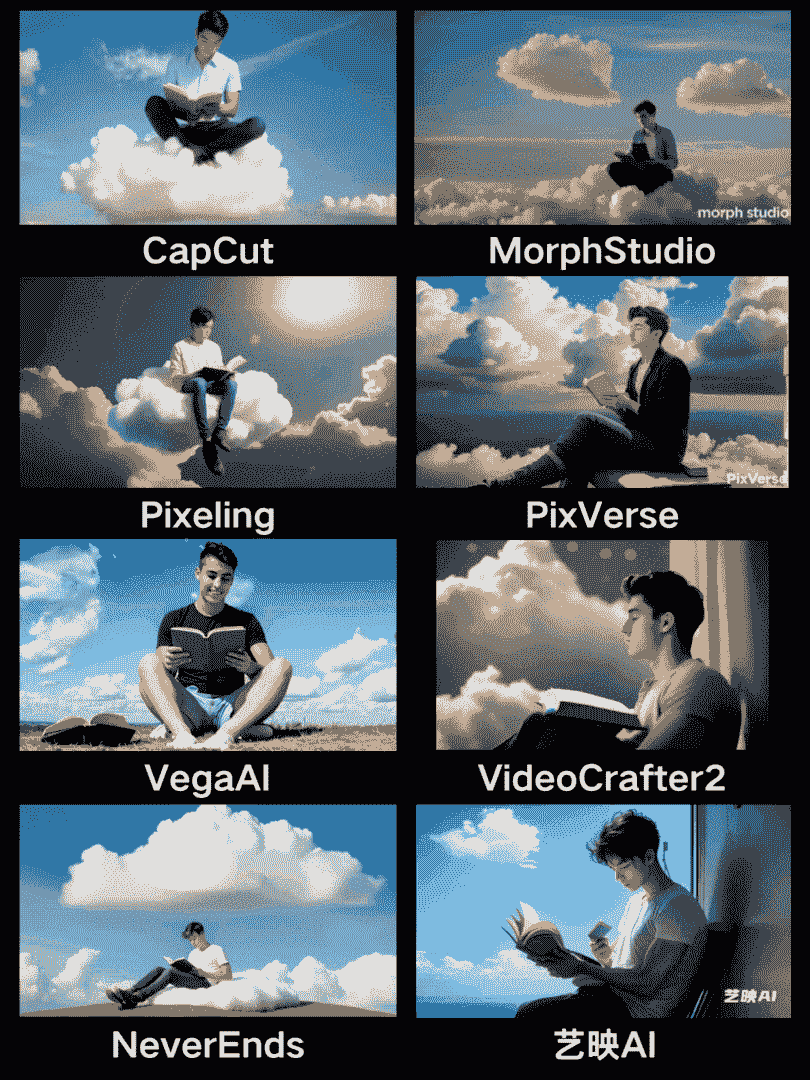 morph studio
CapCut
MorphStudio
PixVerse
Pixeling
PixVerse
VegaAI
VideoCrafter2
艺映AI
NeverEnds
艺映AI